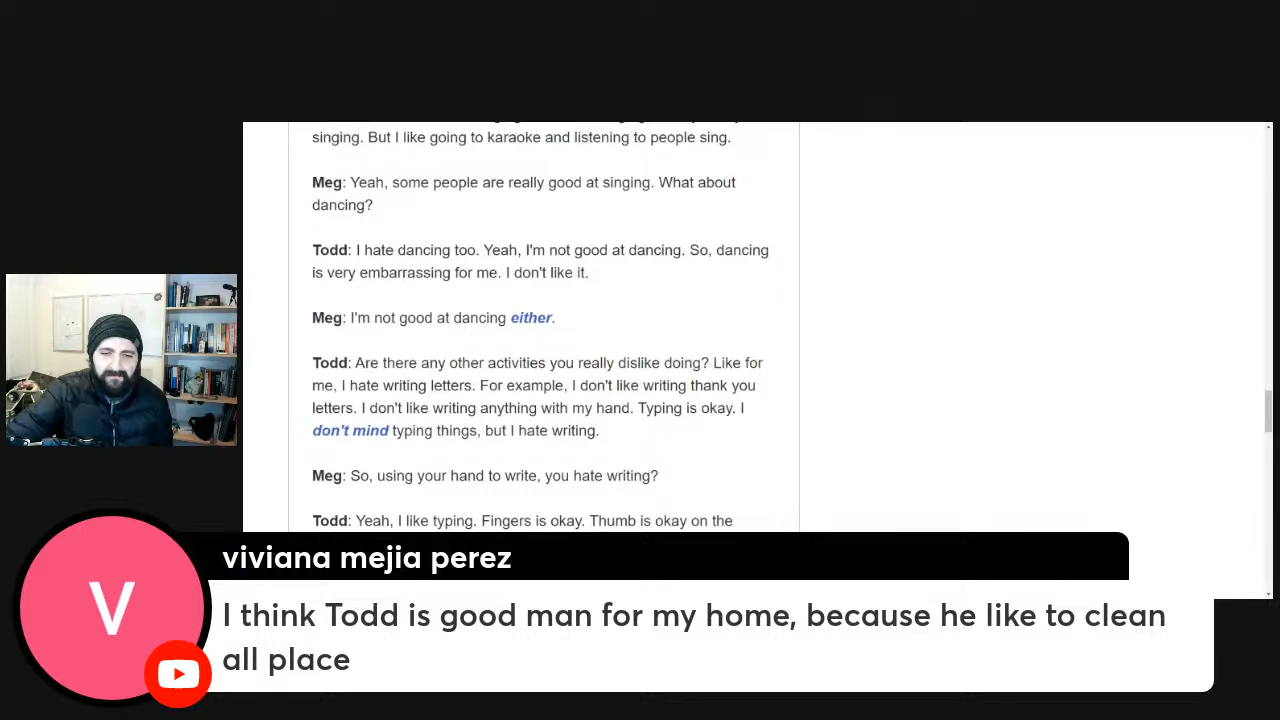 singing. But I like going to karaoke and listening to people sing.
Meg: Yeah, some people are really good at singing. What about
dancing?
Todd: I hate dancing too. Yeah, I'm not good at dancing. So, dancing
is very embarrassing for me. I don't like it.
Meg: I'm not good at dancing either.
Todd: Are there any other activities you really dislike doing? Like for
me, I hate writing letters. For example, I don't like writing thank you
letters. I don't like writing anything with my hand. Typing is okay. I
don't mind typing things, but I hate writing.
Meg: So, using your hand to write, you hate writing?
Todd: Yeah, I like typing. Fingers is okay. Thumb is okay on the
V
viviana mejia perez
I think Todd is good man for my home, because he like to clean
all place